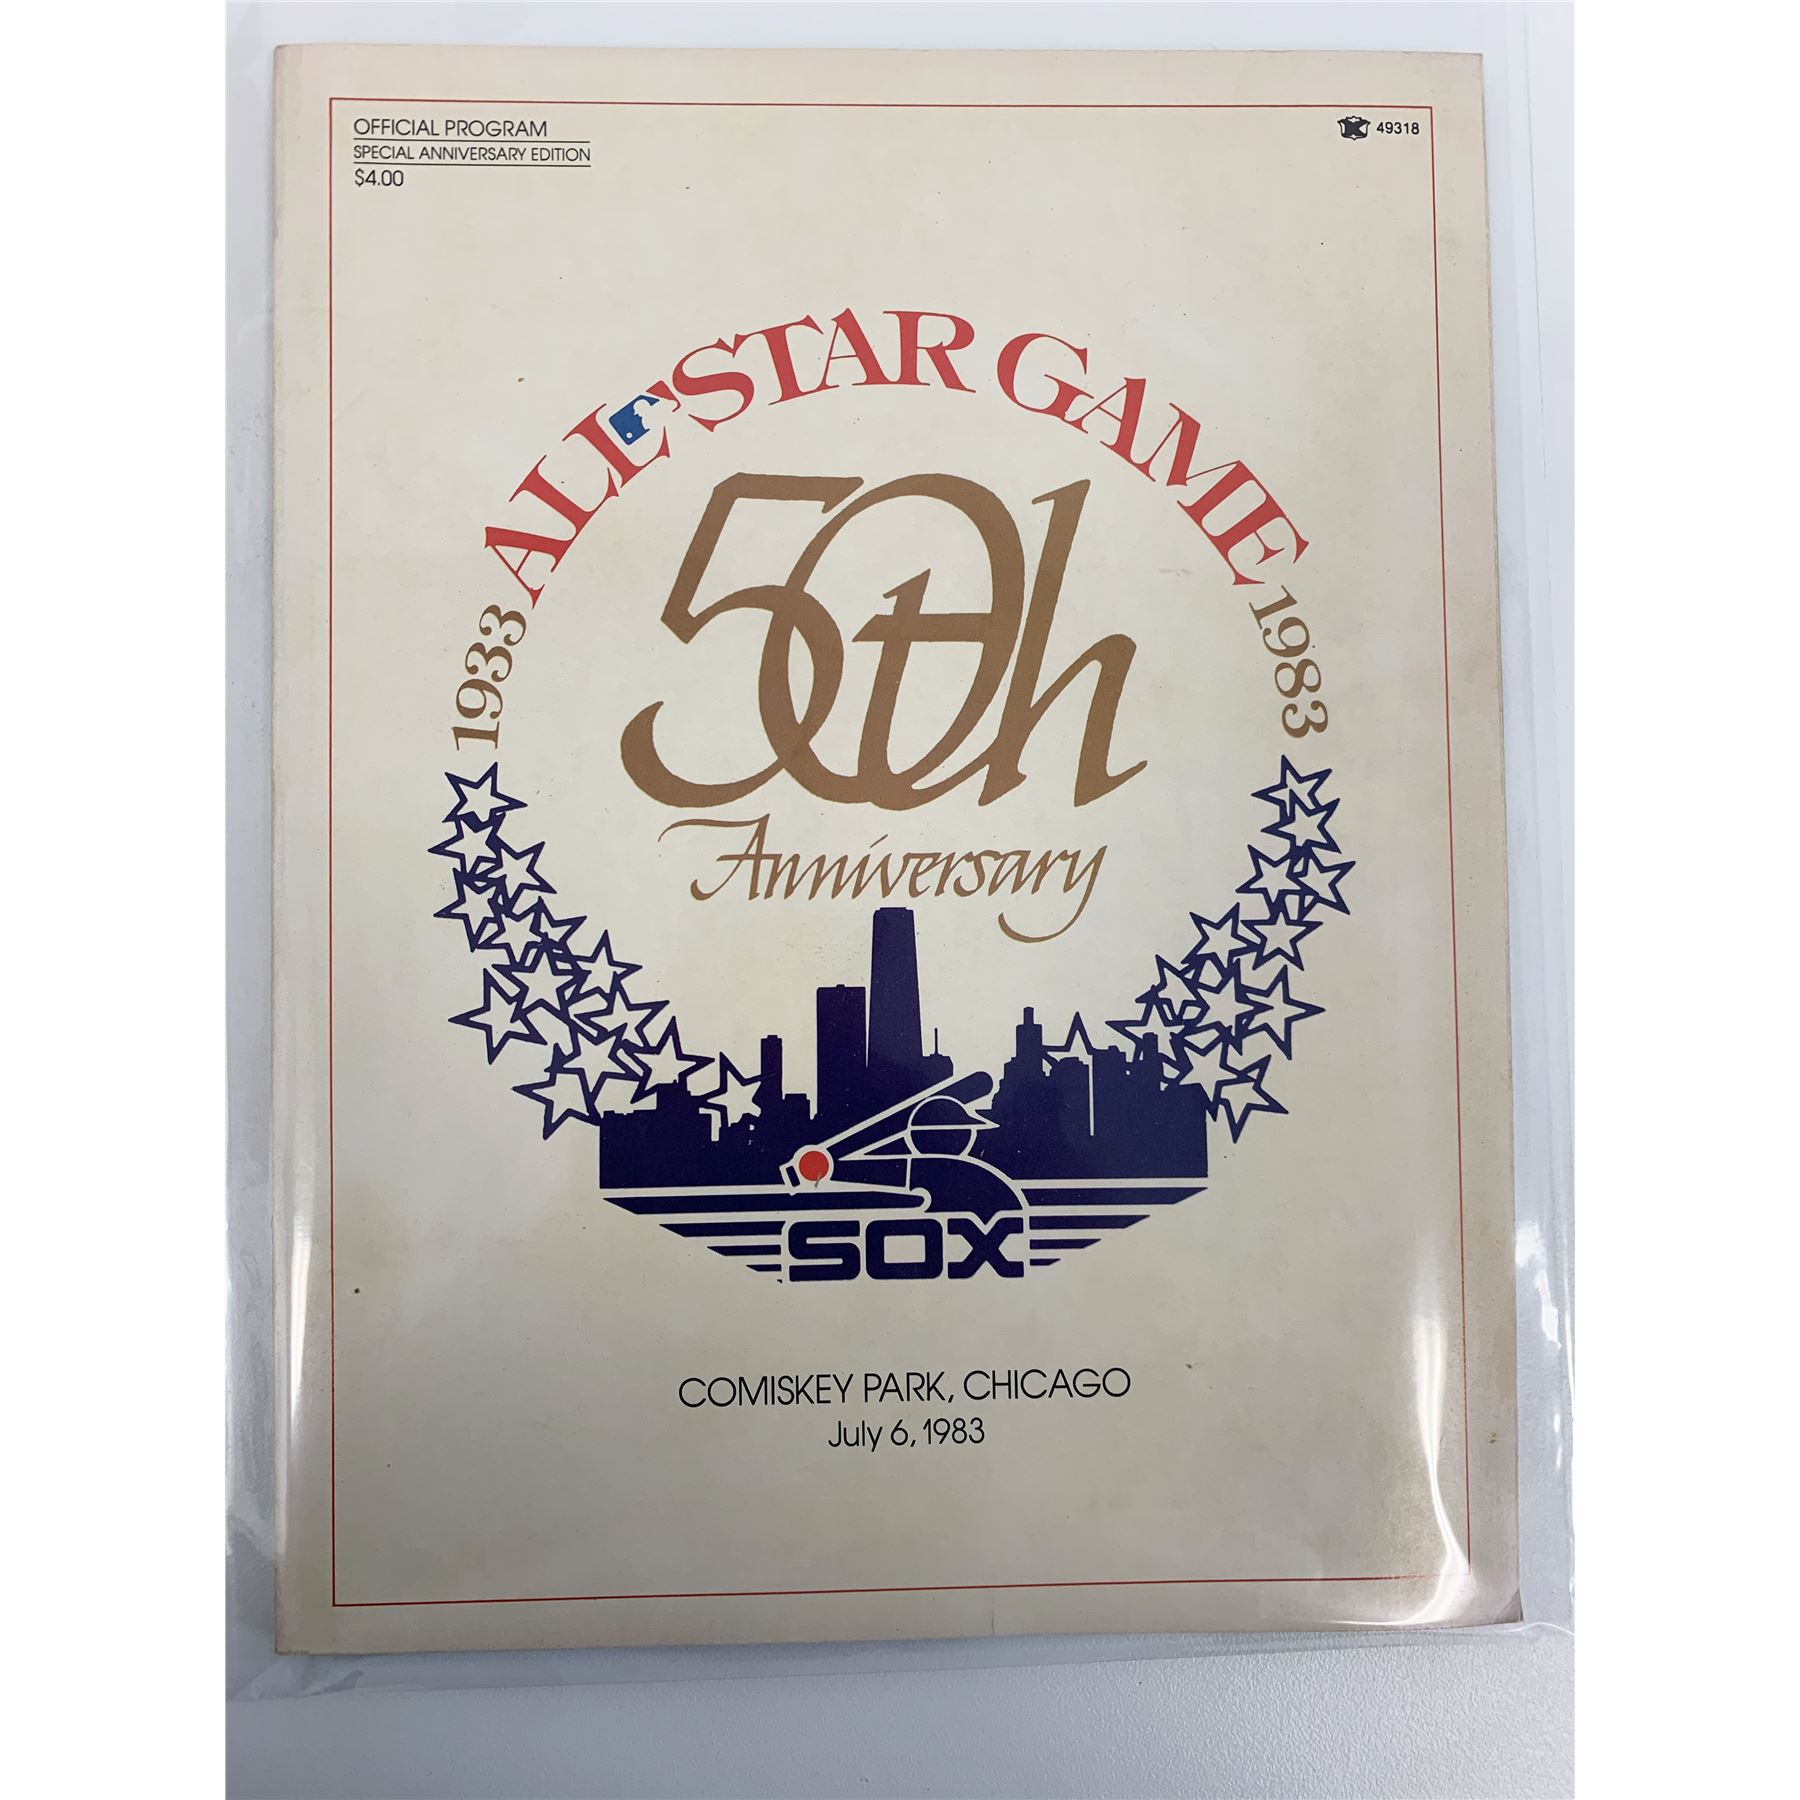 OFFICIAL PROGRAM
SPECIAL ANNIVERSARY EDITION
$4.00
K 49318
1933 ALL STAR GAME 1983
50th
Anniversary
SOX
COMISKEY PARK, CHICAGO
July 6, 1983